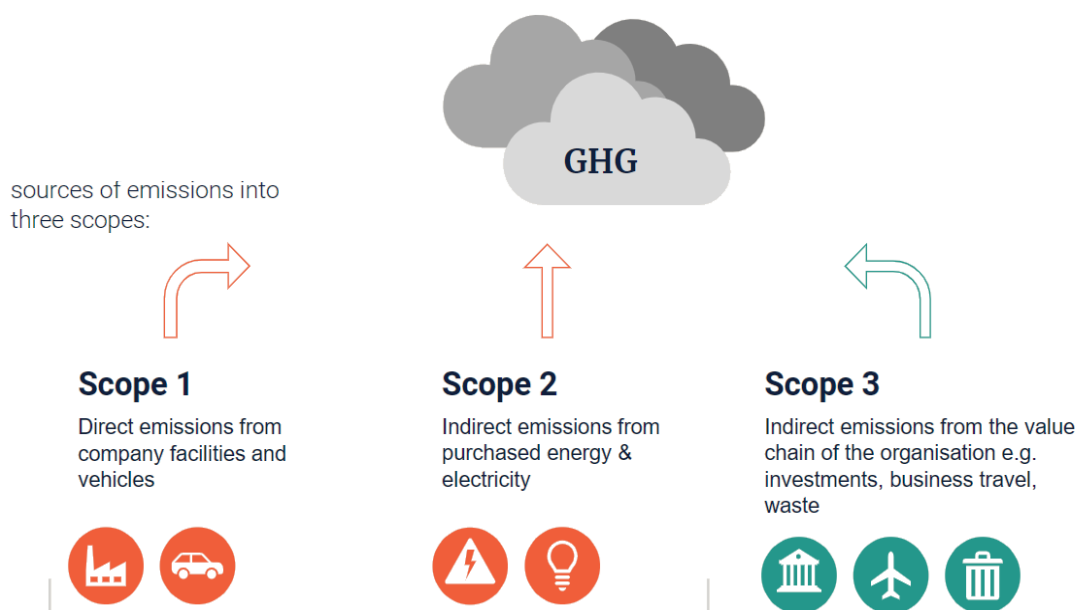 GHG
sources of emissions into
three scopes:
Scope 1
Direct emissions from
company facilities and
vehicles
Scope 2
Indirect emissions from
purchased energy &
electricity
Scope 3
Indirect emissions from the value
chain of the organisation e.g.
investments, business travel,
waste